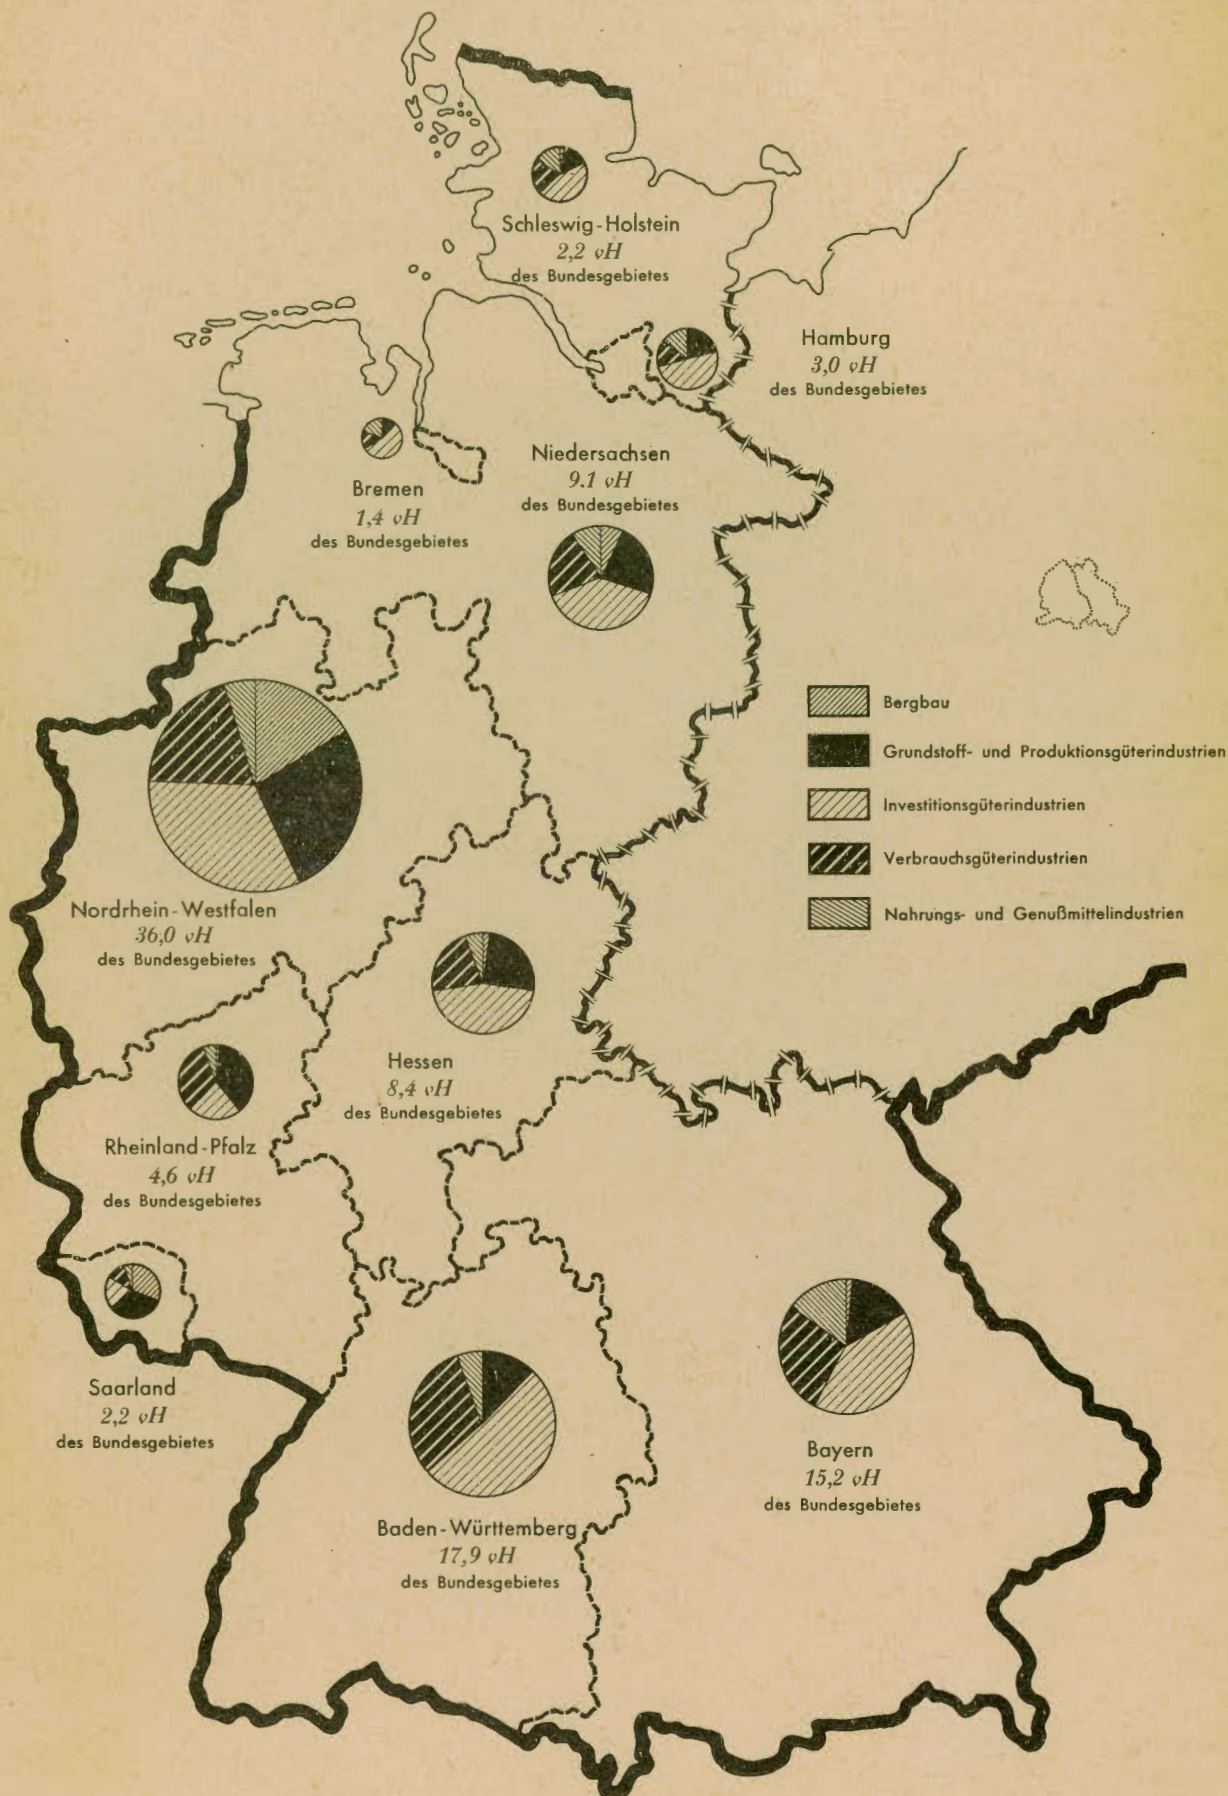 Schleswig-Holstein
2,2 vH
des Bundesgebietes
Hamburg
3,0 vH
des Bundesgebietes
Niedersachsen
9.1 vH
des Bundesgebietes
Bremen
1,4 vH
des Bundesgebietes
Bergbau
Grundstoff- und Produktionsgüterindustrien
Investitionsgüterindustrien
Verbrauchsgüterindustrien
Nahrungs- und Genußmittelindustrien
Nordrhein-Westfalen
36,0 vH
des Bundesgebietes
Hessen
8,4 vH
des Bundesgebietes
Rheinland-Pfalz
4,6 vH
des Bundesgebietes
Saarland
2,2 vH
des Bundesgebietes
Bayern
15,2 vH
des Bundesgebietes
Baden-Württemberg
17,9 vH
des Bundesgebietes